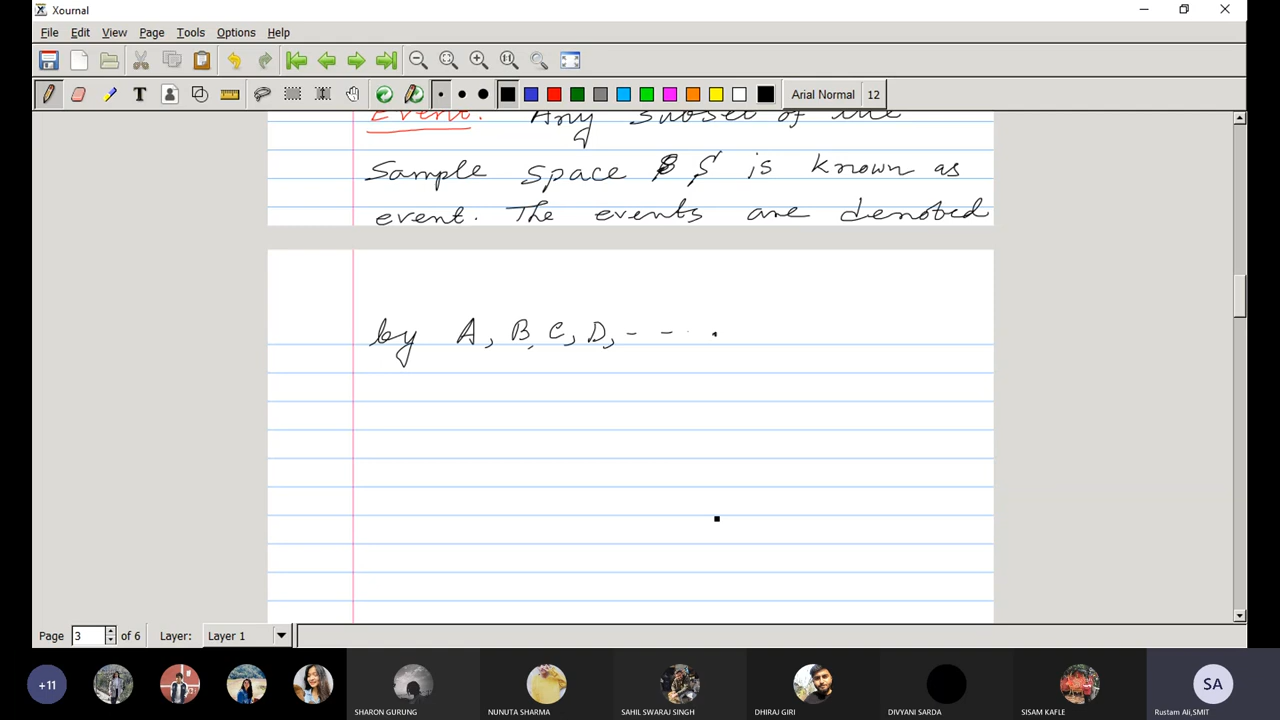 Xournal
File Edit View Page Tools Options Help
Arial Normal 12
Event. Any subset of the
Sample space S is known as
event. The events are denoted
by A, B, C, D, - - - .
Page 3 of 6 Layer: Layer 1
+11 SA
SHARON GURUNG NUNUTA SHARMA SAHIL SWARAJ SINGH DHIRAJ GIRI DIVYANI SARDA SISAM KAFLE Rustam Ali,SMIT